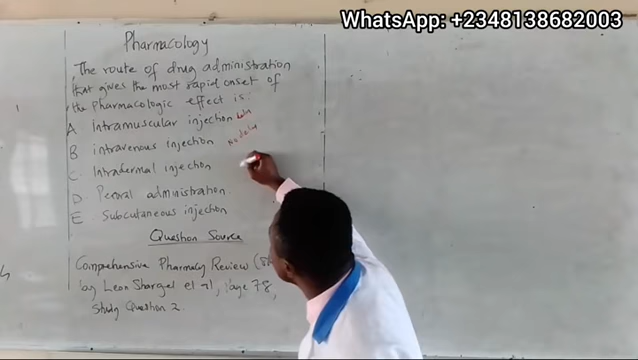 WhatsApp: +2348138682003
Pharmacology
The route of drug administration
that gives the most rapid onset of
the pharmacologic effect is:
A Intramuscular injection
B intravenous injection
C. Intradermal injection
D. Peroral administration.
E. Subcutaneous injection
Question Source
Comprehensive Pharmacy Review
by Leon Shargel et al, Page 78,
Study Question 2.